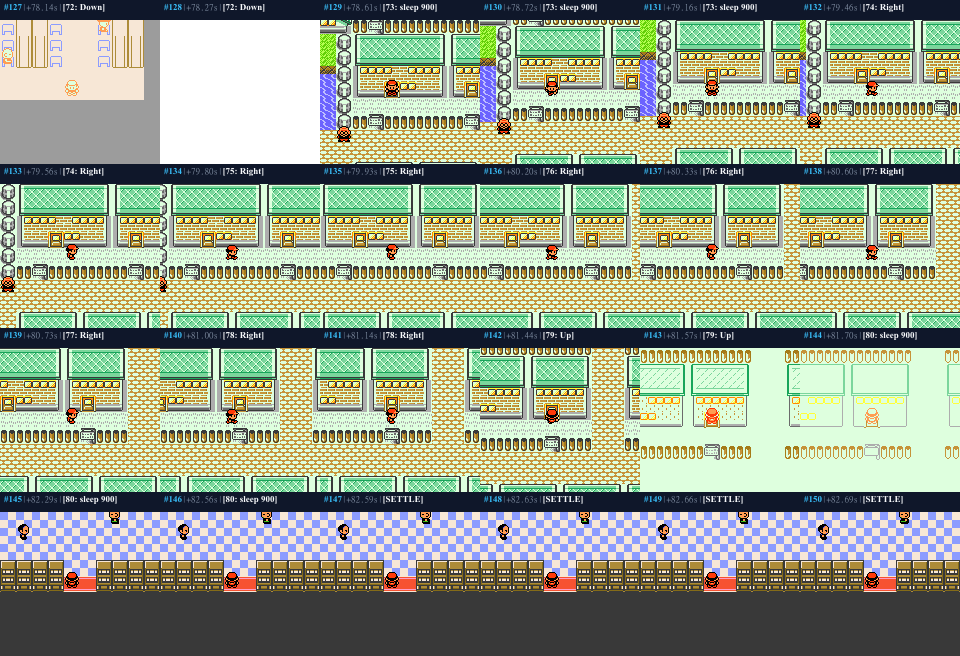 #127 | +78.14s | [72: Down]
#128 | +78.27s | [72: Down]
#129 | +78.61s | [73: sleep 900]
#130 | +78.72s | [73: sleep 900]
#131 | +79.16s | [73: sleep 900]
#132 | +79.46s | [74: Right]
#133 | +79.56s | [74: Right]
#134 | +79.80s | [75: Right]
#135 | +79.93s | [75: Right]
#136 | +80.20s | [76: Right]
#137 | +80.33s | [76: Right]
#138 | +80.60s | [77: Right]
#139 | +80.73s | [77: Right]
#140 | +81.00s | [78: Right]
#141 | +81.14s | [78: Right]
#142 | +81.44s | [79: Up]
#143 | +81.57s | [79: Up]
#144 | +81.70s | [80: sleep 900]
#145 | +82.29s | [80: sleep 900]
#146 | +82.56s | [80: sleep 900]
#147 | +82.59s | [SETTLE]
#148 | +82.63s | [SETTLE]
#149 | +82.66s | [SETTLE]
#150 | +82.69s | [SETTLE]